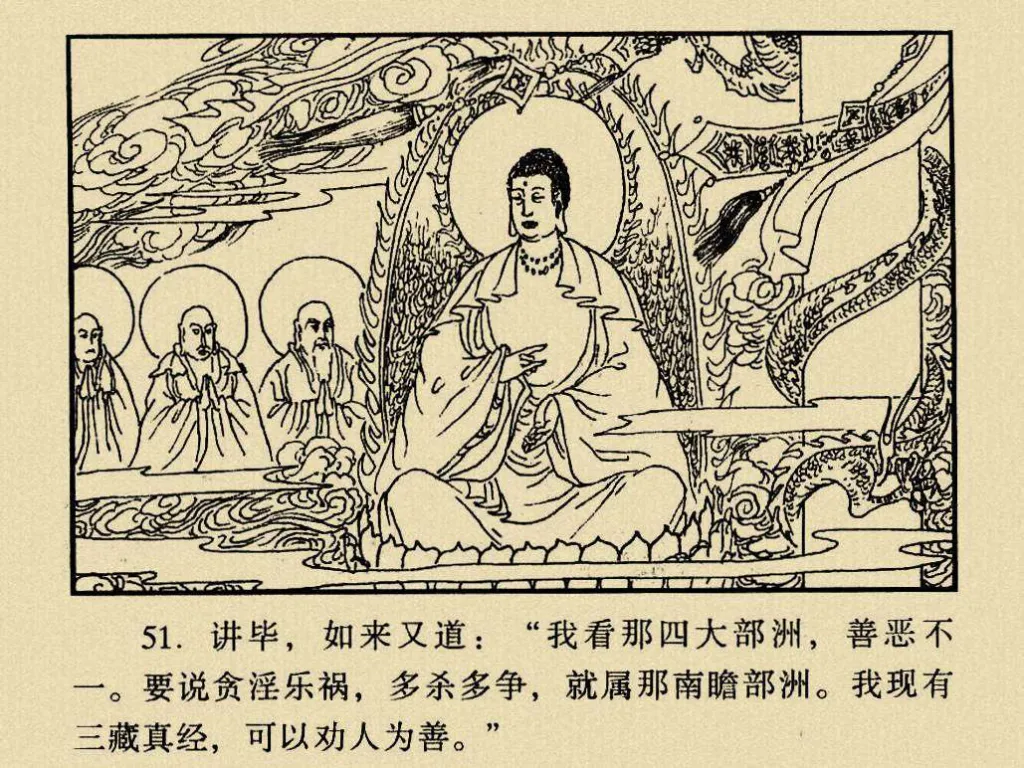 51. 讲毕，如来又道：“我看那四大部洲，善恶不
一。要说贪淫乐祸，多杀多争，就属那南瞻部洲。我现有
三藏真经，可以劝人为善。”